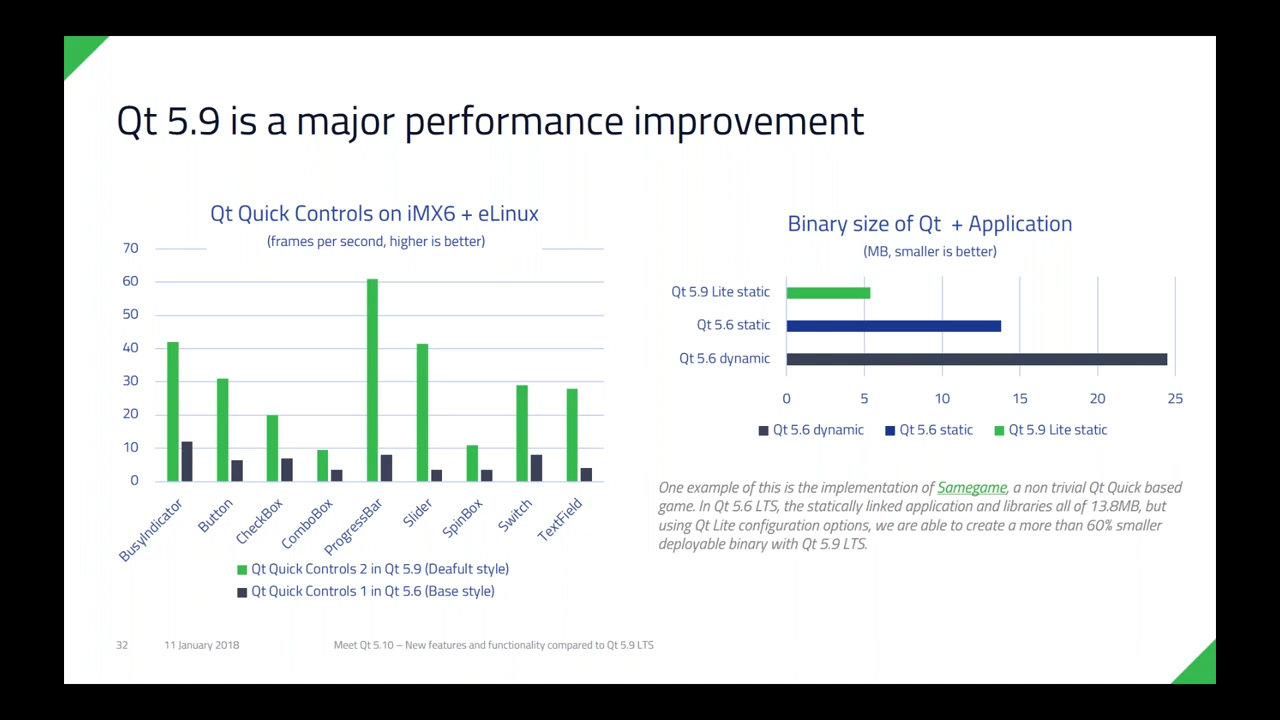 Qt 5.9 is a major performance improvement
Qt Quick Controls on iMX6 + eLinux
(frames per second, higher is better)
70
60
50
40
30
20
10
0
BusyIndicator
Button
CheckBox
ComboBox
ProgressBar
Slider
SpinBox
Switch
TextField
Qt Quick Controls 2 in Qt 5.9 (Deafult style)
Qt Quick Controls 1 in Qt 5.6 (Base style)
Binary size of Qt + Application
(MB, smaller is better)
Qt 5.9 Lite static
Qt 5.6 static
Qt 5.6 dynamic
0 5 10 15 20 25
Qt 5.6 dynamic Qt 5.6 static Qt 5.9 Lite static
One example of this is the implementation of Samegame, a non trivial Qt Quick based
game. In Qt 5.6 LTS, the statically linked application and libraries all of 13.8MB, but
using Qt Lite configuration options, we are able to create a more than 60% smaller
deployable binary with Qt 5.9 LTS.
32 11 January 2018 Meet Qt 5.10 – New features and functionality compared to Qt 5.9 LTS